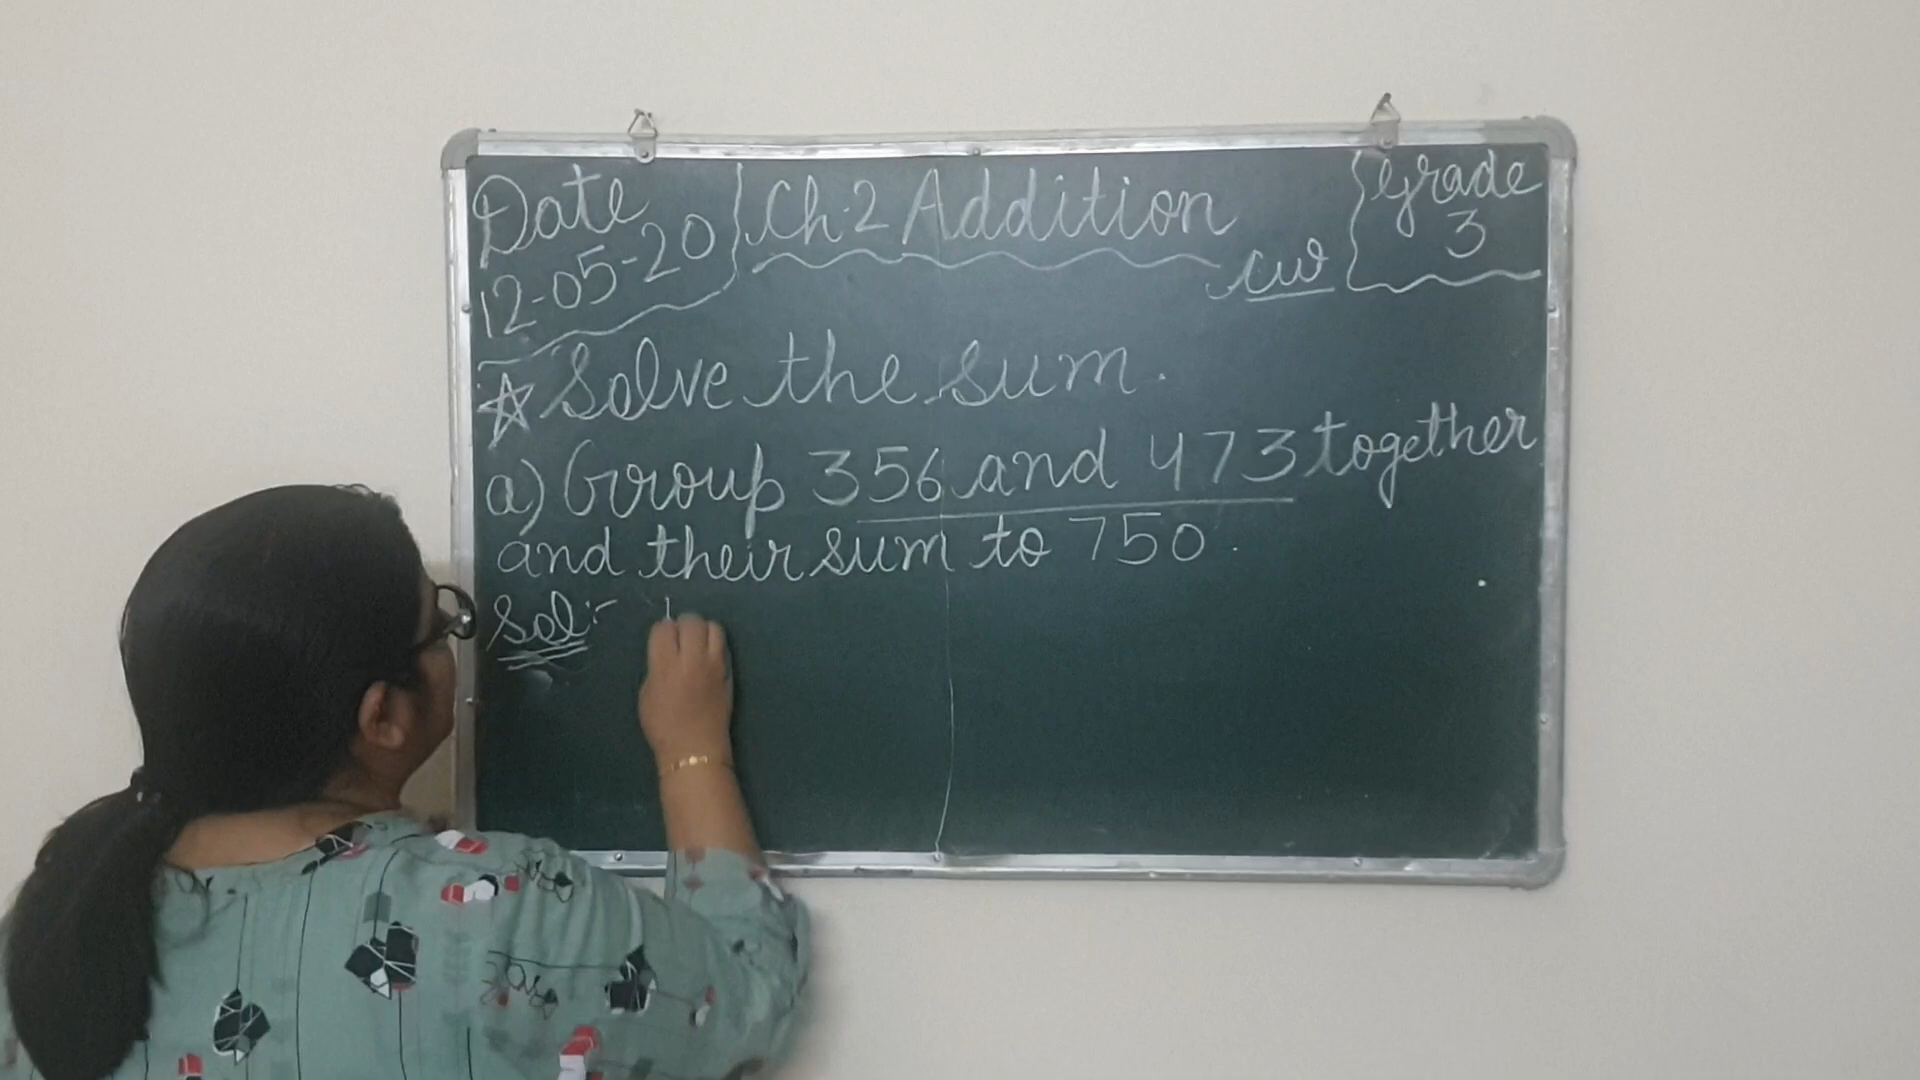 Date
12-05-20
Ch-2 Addition
cw
Grade
3
Solve the sum.
a) Group 356 and 473 together
and their sum to 750.
Sol:-